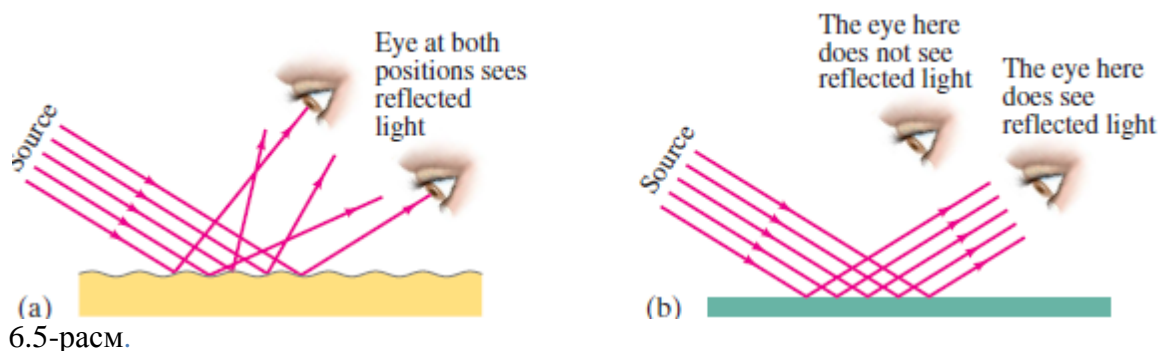 Source
Eye at both
positions sees
reflected
light
(a)
The eye here
does not see
reflected light
The eye here
does see
reflected light
Source
(b)
6.5-расм.